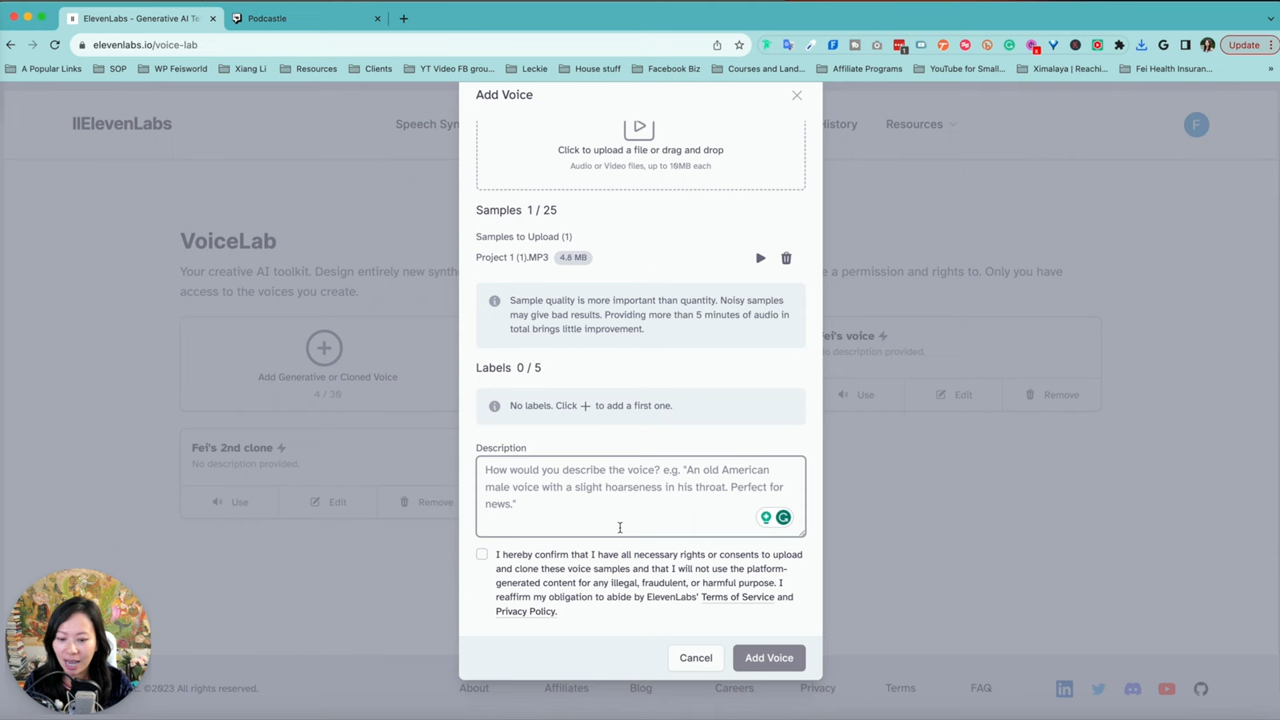 ElevenLabs - Generative AI Te
Podcastle
elevenlabs.io/voice-lab
Update
A Popular Links
SOP
WP Feisworld
Xiang Li
Resources
Clients
YT Video FB grou...
Leckie
House stuff
Facebook Biz
Courses and Land...
Affiliate Programs
YouTube for Small...
Ximalaya | Reachi...
Fei Health Insuran...
»
Add Voice
IIElevenLabs
Speech Syn
History
Resources
F
Click to upload a file or drag and drop
Audio or Video files, up to 10MB each
Samples 1 / 25
Samples to Upload (1)
Project 1 (1).MP3 4.6 MB
Sample quality is more important than quantity. Noisy samples
may give bad results. Providing more than 5 minutes of audio in
total brings little improvement.
Labels 0 / 5
No labels. Click + to add a first one.
Description
How would you describe the voice? e.g. "An old American
male voice with a slight hoarseness in his throat. Perfect for
news."
I hereby confirm that I have all necessary rights or consents to upload
and clone these voice samples and that I will not use the platform-
generated content for any illegal, fraudulent, or harmful purpose. I
reaffirm my obligation to abide by ElevenLabs' Terms of Service and
Privacy Policy.
Cancel
Add Voice
VoiceLab
Your creative AI toolkit. Design entirely new synthe
e a permission and rights to. Only you have
access to the voices you create.
Add Generative or Cloned Voice
4 / 30
Fei's voice
No description provided.
Use
Edit
Remove
Fei's 2nd clone
No description provided.
Use
Edit
Remove
©2023 All rights reserved.
About
Affiliates
Blog
Careers
Privacy
Terms
FAQ